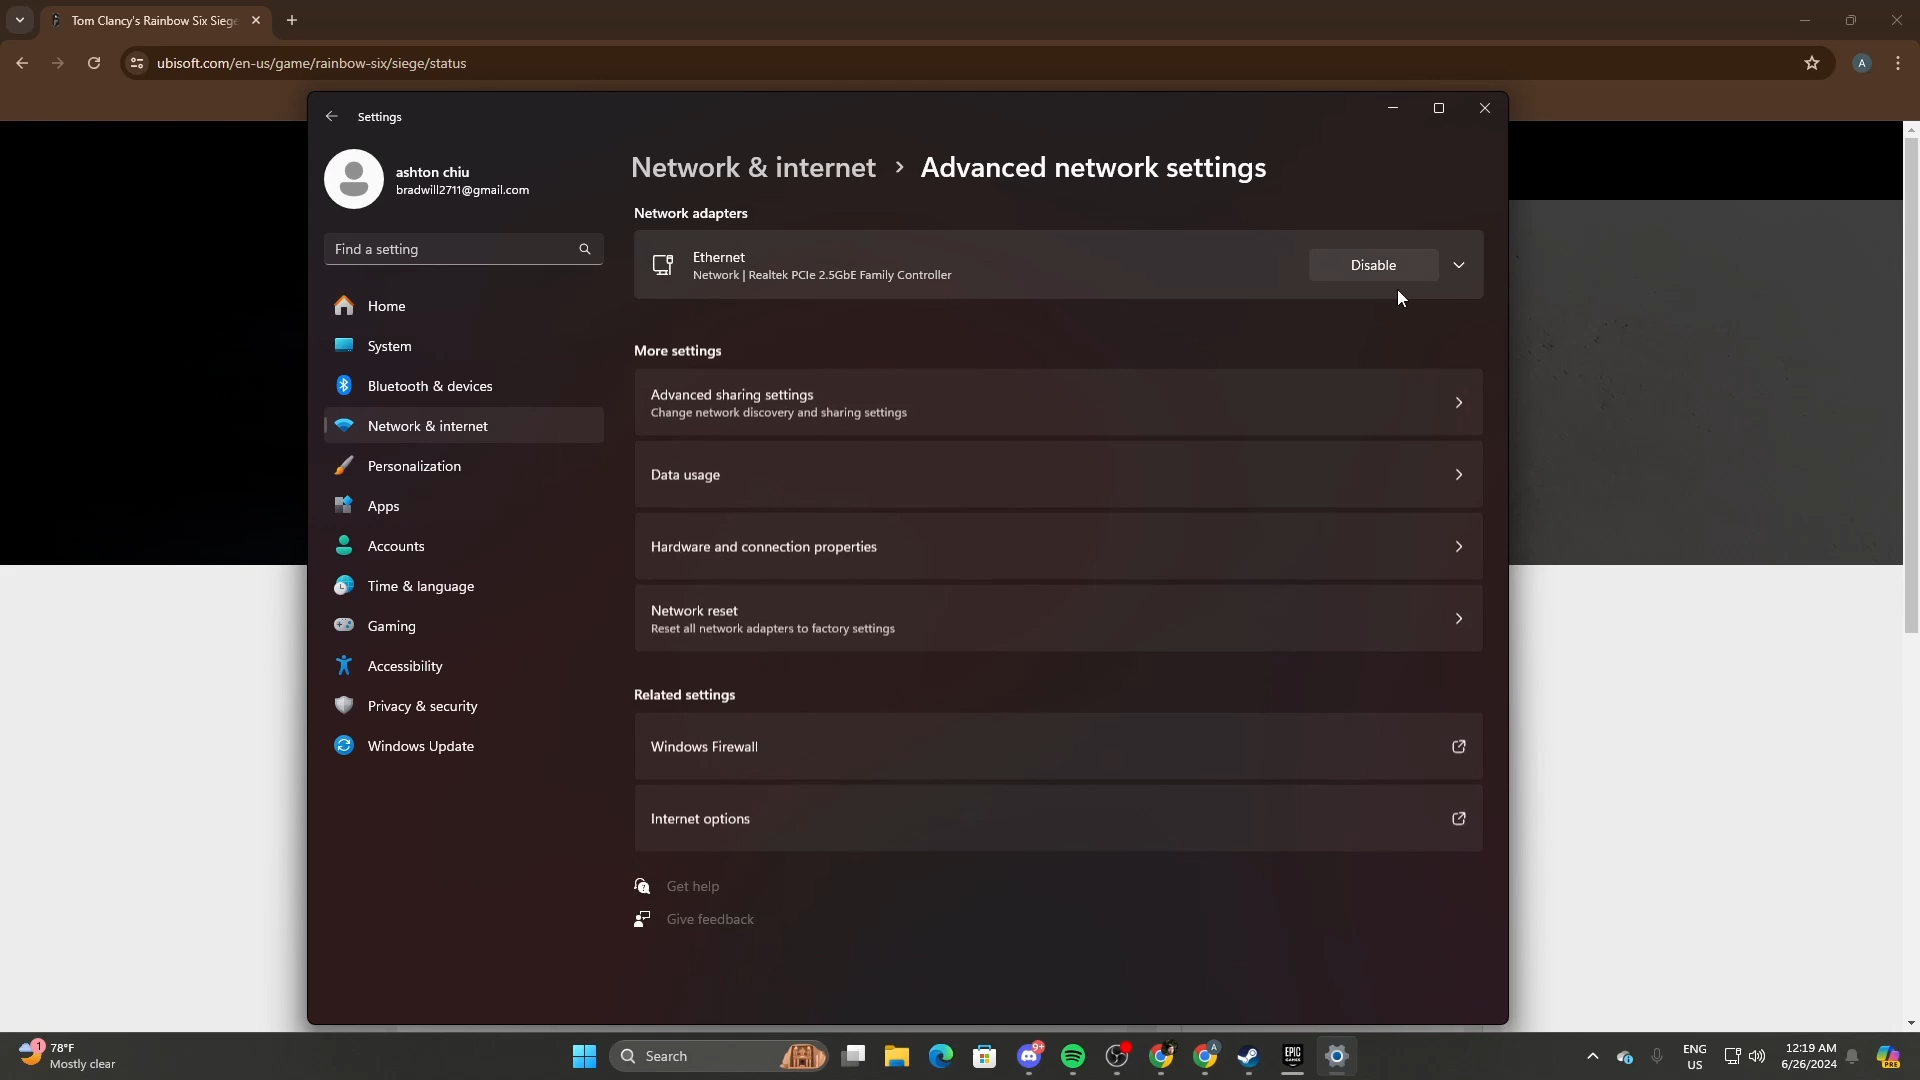 Tom Clancy's Rainbow Six Siege
ubisoft.com/en-us/game/rainbow-six/siege/status
A
Settings
ashton chiu
bradwill2711@gmail.com
Find a setting
Home
System
Bluetooth & devices
Network & internet
Personalization
Apps
Accounts
Time & language
Gaming
Accessibility
Privacy & security
Windows Update
Network & internet > Advanced network settings
Network adapters
Ethernet
Network | Realtek PCIe 2.5GbE Family Controller
Disable
More settings
Advanced sharing settings
Change network discovery and sharing settings
Data usage
Hardware and connection properties
Network reset
Reset all network adapters to factory settings
Related settings
Windows Firewall
Internet options
Get help
Give feedback
1
78°F
Mostly clear
Search
9+
A
EPIC
GAMES
ENG
US
12:19 AM
6/26/2024
PRE